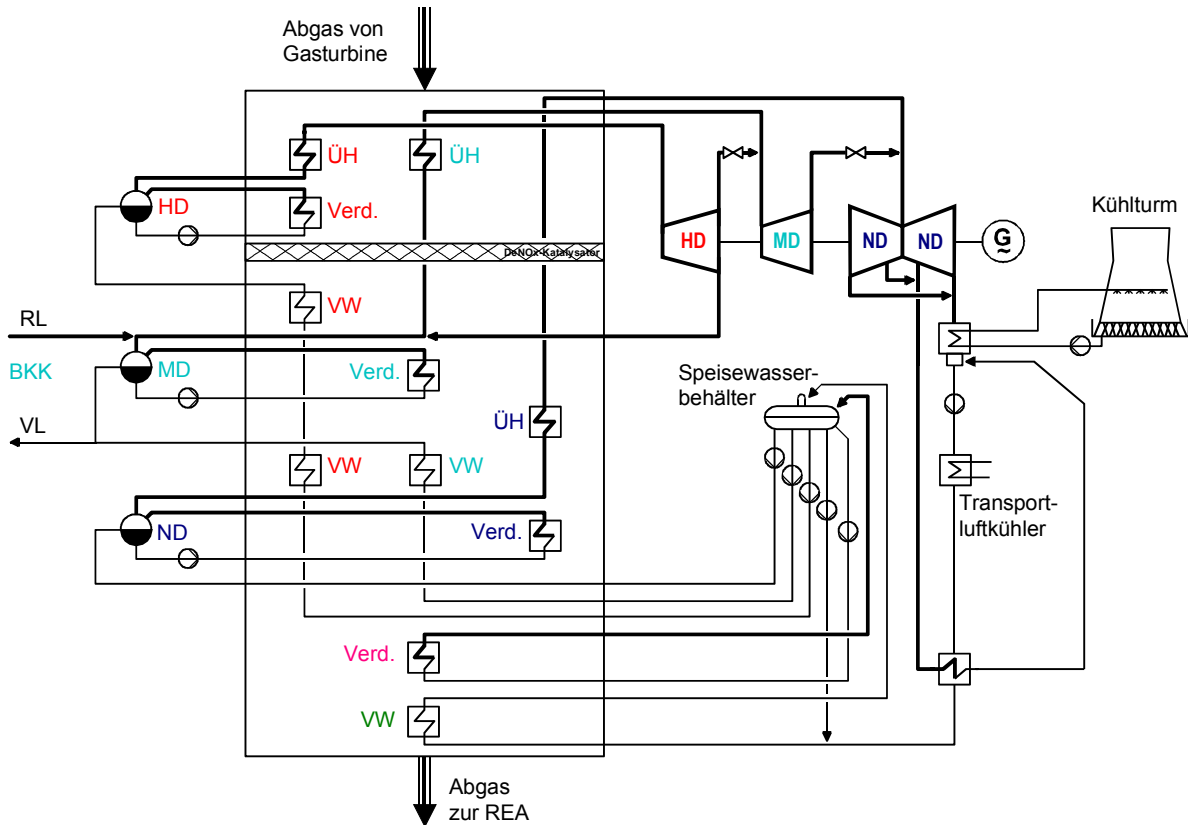 Abgas von
Gasturbine
ÜH
ÜH
HD
Verd.
DeNOx-Katalysator
HD
MD
ND
ND
G
~
Kühlturm
VW
RL
BKK
MD
Verd.
Speisewasser-
behälter
VL
ÜH
VW
VW
ND
Verd.
Transport-
luftkühler
Verd.
VW
Abgas
zur REA